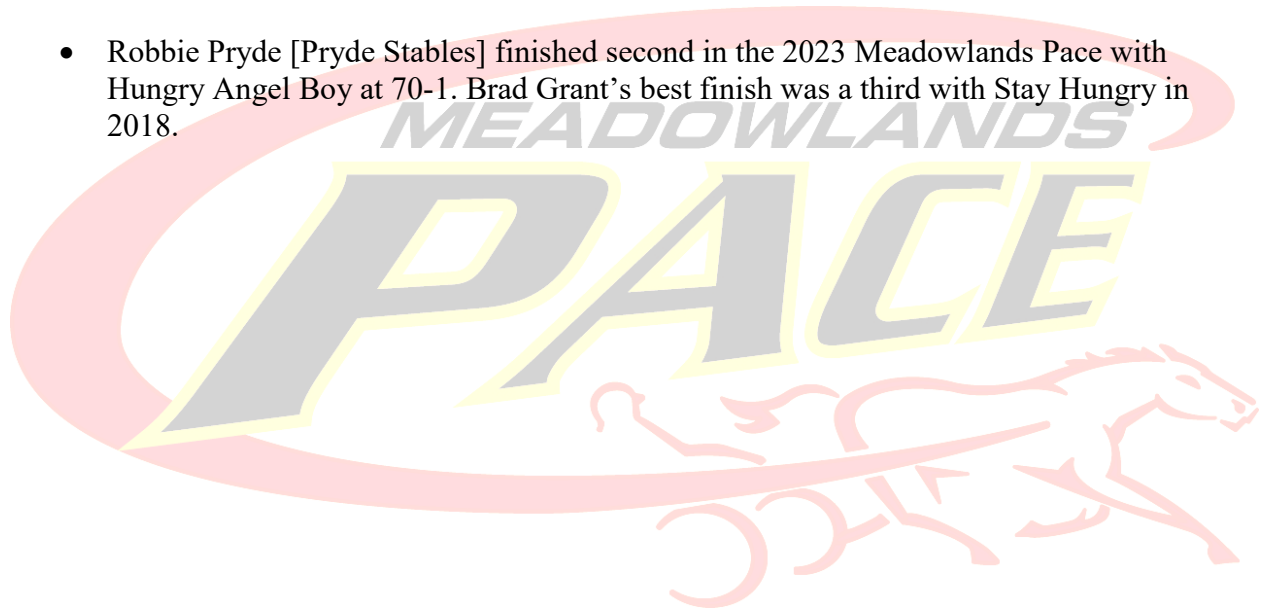 • Robbie Pryde [Pryde Stables] finished second in the 2023 Meadowlands Pace with
Hungry Angel Boy at 70-1. Brad Grant’s best finish was a third with Stay Hungry in
2018.
MEADOWLANDS
PACE